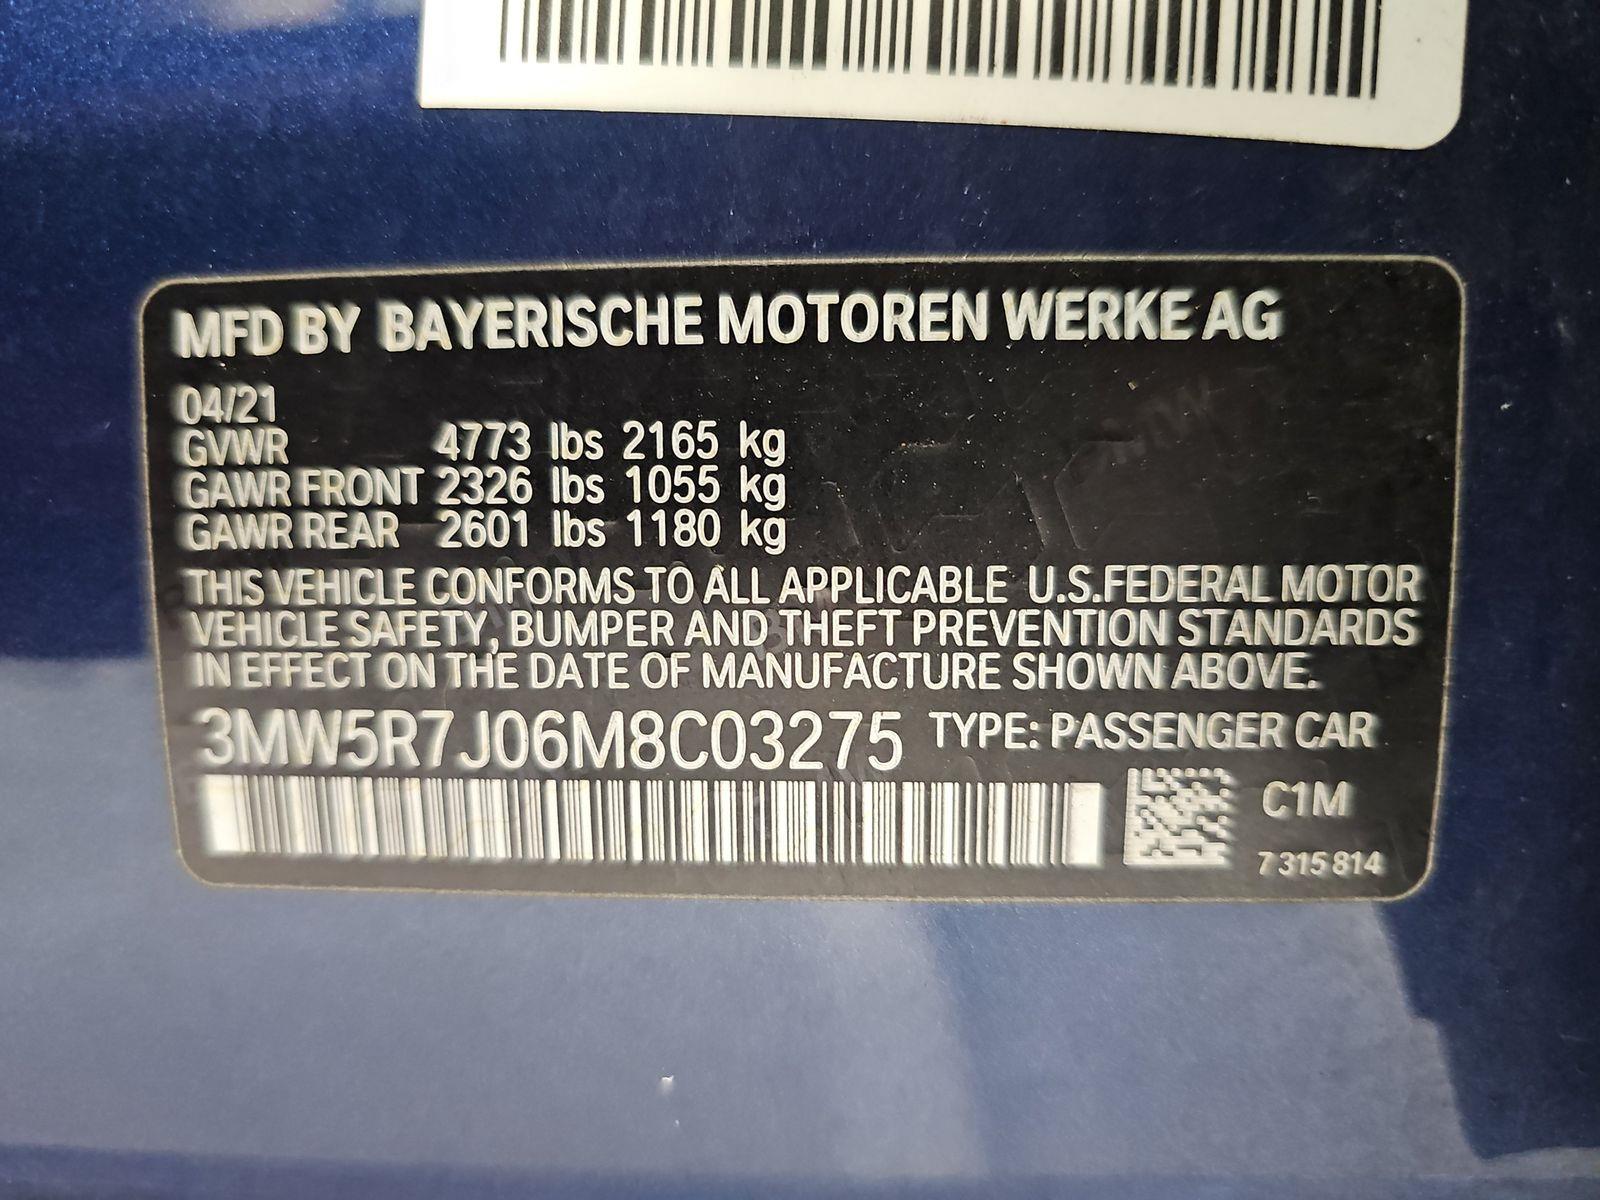 MFD BY BAYERISCHE MOTOREN WERKE AG
04/21
GVWR 4773 lbs 2165 kg
GAWR FRONT 2326 lbs 1055 kg
GAWR REAR 2601 lbs 1180 kg
THIS VEHICLE CONFORMS TO ALL APPLICABLE U.S.FEDERAL MOTOR
VEHICLE SAFETY, BUMPER AND THEFT PREVENTION STANDARDS
IN EFFECT ON THE DATE OF MANUFACTURE SHOWN ABOVE.
3MW5R7J06M8C03275 TYPE: PASSENGER CAR
C1M
7 315 814